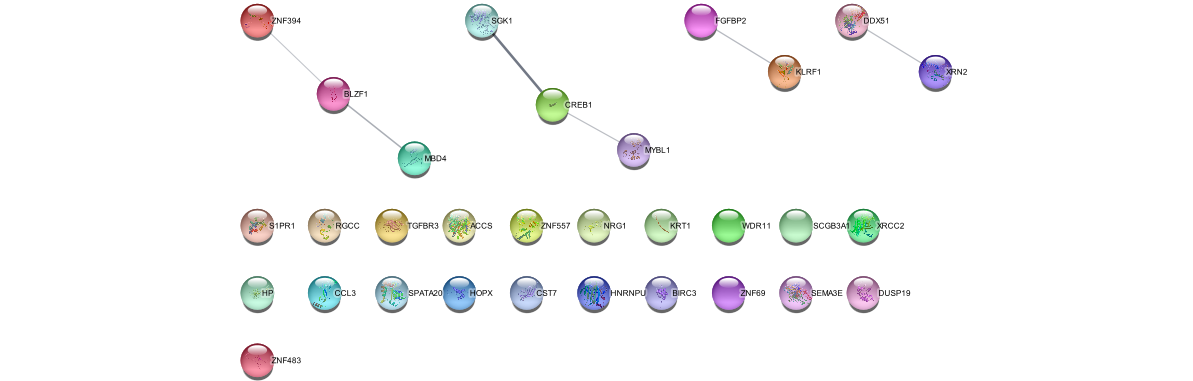 ZNF394
SGK1
FGFBP2
DDX51
KLRF1
XRN2
BLZF1
CREB1
MYBL1
MBD4
S1PR1 RGCC TGFBR3 ACCS ZNF557 NRG1 KRT1 WDR11 SCGB3A1 XRCC2
HP CCL3 SPATA20 HOPX CST7 HNRNPU BIRC3 ZNF69 SEMA3E DUSP19
ZNF483